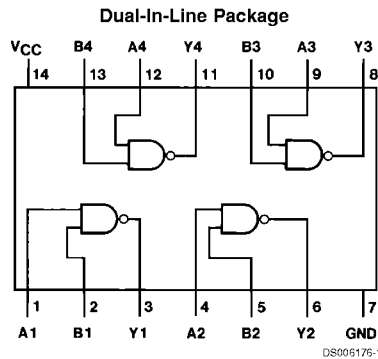 Dual-In-Line Package
VCC B4 A4 Y4 B3 A3 Y3
14 13 12 11 10 9 8
1 2 3 4 5 6 7
A1 B1 Y1 A2 B2 Y2 GND
DS006176-